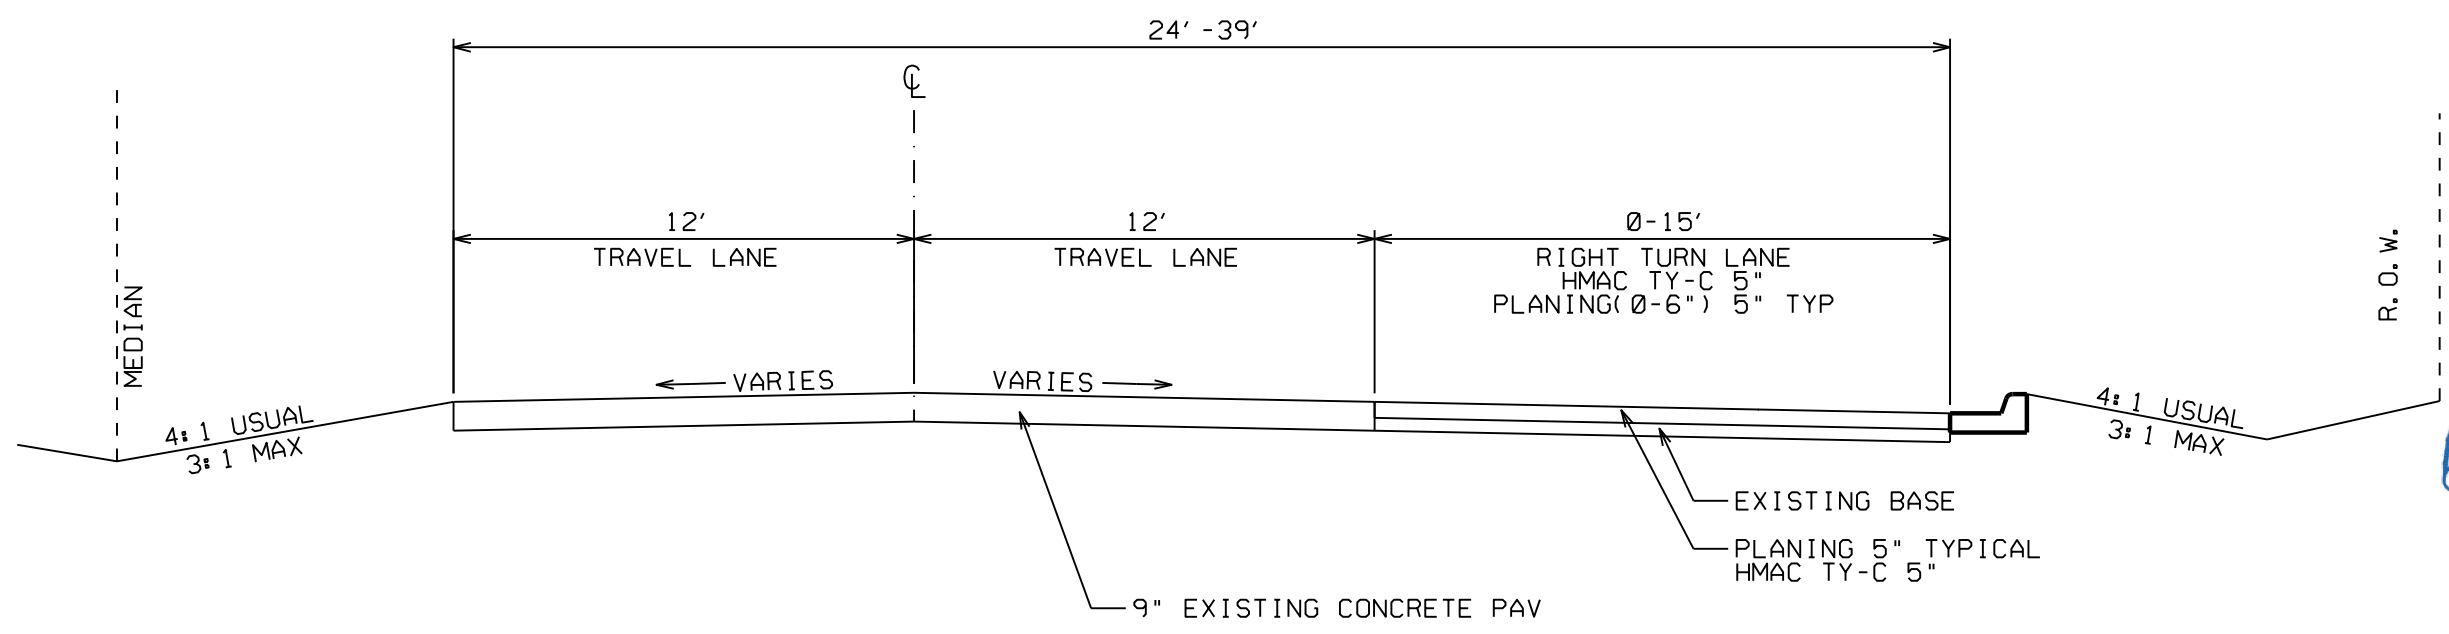 24'-39'
℄
12'
12'
0-15'
TRAVEL LANE
TRAVEL LANE
RIGHT TURN LANE
HMAC TY-C 5"
PLANING(0-6") 5" TYP
MEDIAN
R.O.W.
VARIES
VARIES
4:1 USUAL
3:1 MAX
4:1 USUAL
3:1 MAX
EXISTING BASE
PLANING 5" TYPICAL
HMAC TY-C 5"
9" EXISTING CONCRETE PAV